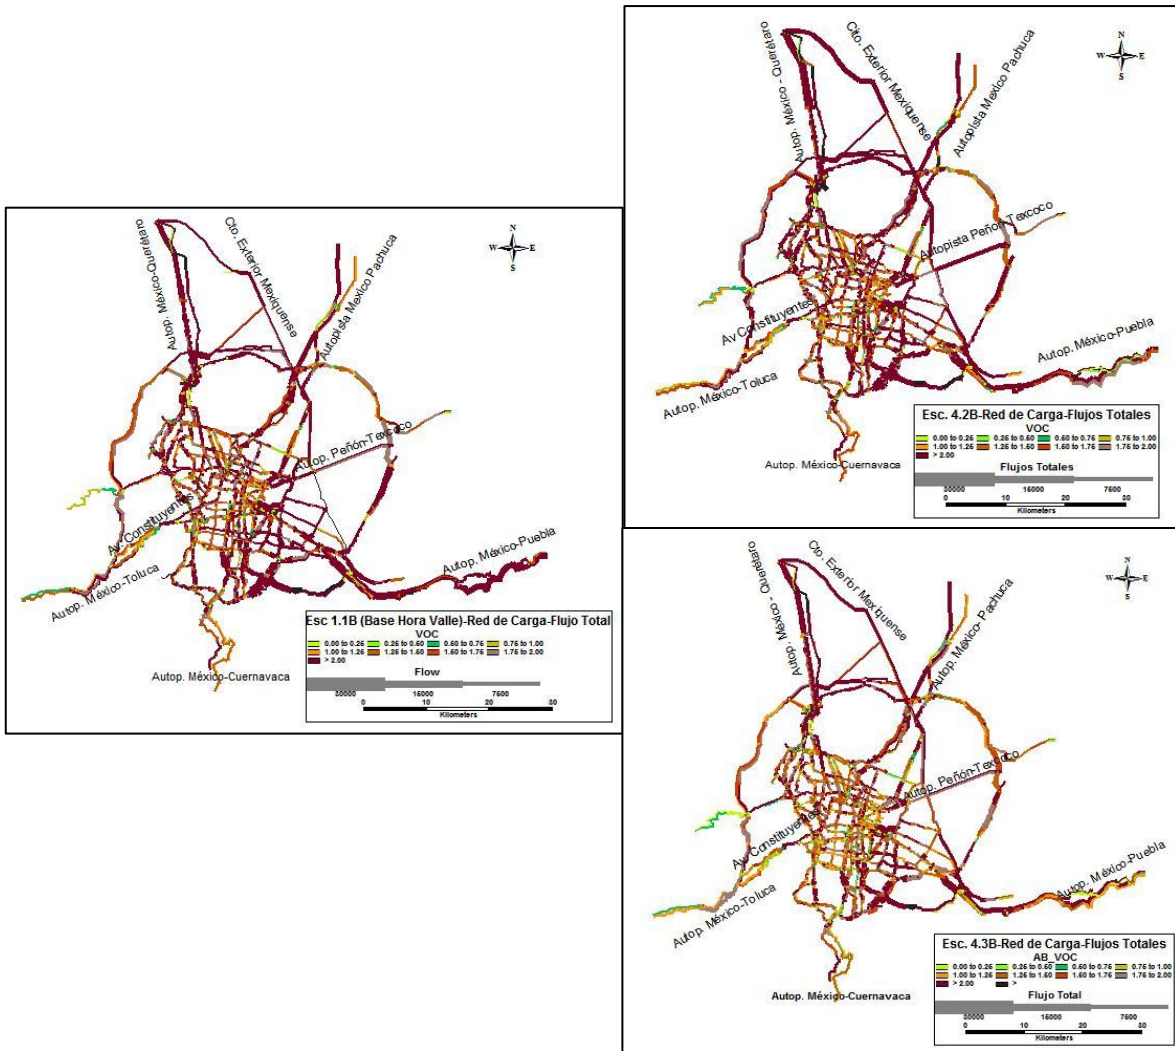 Autop. México-Querétaro
Cto. Exterior Mexiquense
Autopista Mexico Pachuca
N
W E
S
Autop. Peñón-Texcoco
Av. Constituyentes
Autop. México-Toluca
Autop. México-Puebla
Autop. México-Cuernavaca
Esc 1.1B (Base Hora Valle)-Red de Carga-Flujo Total
VOC
0.00 to 0.25 0.25 to 0.50 0.50 to 0.75 0.75 to 1.00
1.00 to 1.25 1.25 to 1.50 1.50 to 1.75 1.75 to 2.00
> 2.00
Flow
30000 16000 7500
0 10 20 30
Kilometers
Autop. México - Querétaro
Cto. Exterior Mexiquense
Autopista Mexico Pachuca
N
W E
S
Autopista Peñón Texcoco
Av Constituyentes
Autop. México-Toluca
Autop. México-Puebla
Autop. México-Cuernavaca
Esc. 4.2B-Red de Carga-Flujos Totales
VOC
0.00 to 0.25 0.25 to 0.50 0.50 to 0.75 0.75 to 1.00
1.00 to 1.25 1.25 to 1.50 1.50 to 1.75 1.75 to 2.00
> 2.00
Flujos Totales
30000 16000 7500
0 10 20 30
Kilometers
Autop. México - Querétaro
Cto. Exterior Mexiquense
Autop. México- Pachuca
N
W E
S
Autop. Peñón-Texcoco
Av. Constituyentes
Autop. México-Toluca
Autop. México-Puebla
Autop. México-Cuernavaca
Esc. 4.3B-Red de Carga-Flujos Totales
AB_VOC
0.00 to 0.25 0.25 to 0.50 0.50 to 0.75 0.75 to 1.00
1.00 to 1.25 1.25 to 1.50 1.50 to 1.75 1.75 to 2.00
> 2.00 >
Flujo Total
30000 15000 7500
0 10 20 30
Kilometers